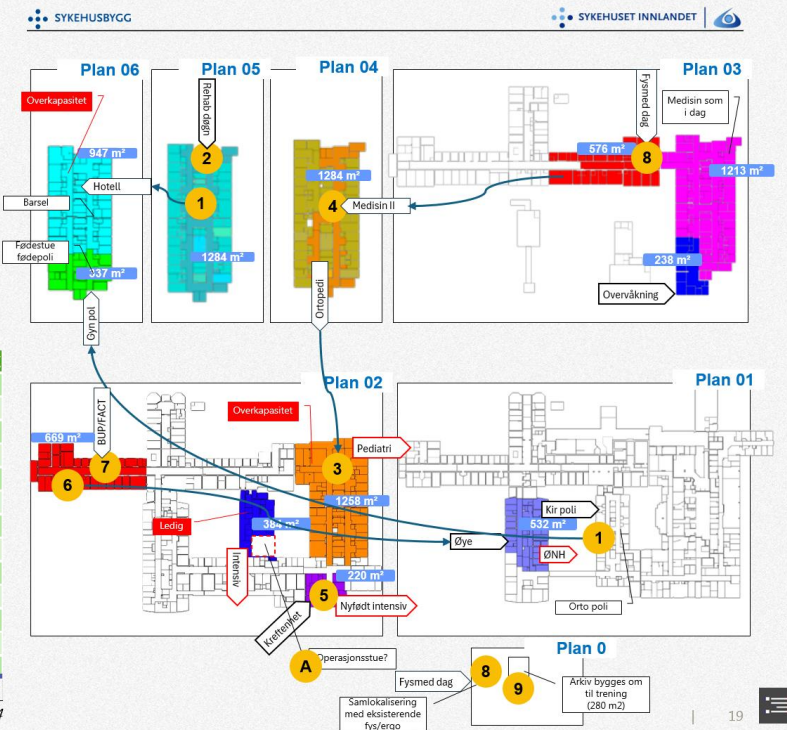 SYKEHUSBYGG
SYKEHUSET INNLANDET
Plan 06
Plan 05
Plan 04
Plan 03
Overkapasitet
Rehab døgn
Fysmed dag
Medisin som
i dag
947 m²
2
576 m²
8
1284 m²
1213 m²
Hotell
Barsel
1
4
Medisin II
Fødestue
fødepoli
337 m²
1284 m²
238 m²
Overvåkning
Gyn pol
Ortopedi
Plan 02
Plan 01
Overkapasitet
BUP/FACT
669 m²
Pediatri
7
3
6
1258 m²
Kir poli
Ledig
384 m²
532 m²
Øye
1
ØNH
Intensiv
220 m²
5
Nyfødt intensiv
Orto poli
Kreftenhet
A
Operasjonsstue?
Plan 0
Fysmed dag
8
9
Arkiv bygges om
til trening
(280 m2)
Samlokalisering
med eksisterende
fys/ergo
19